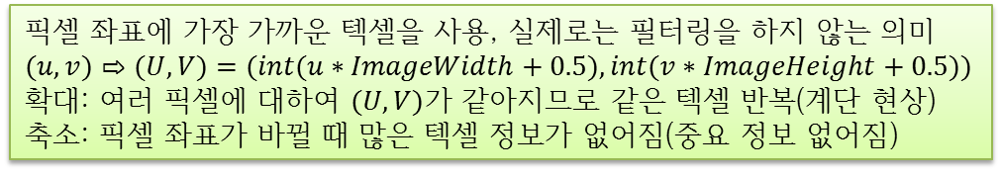 픽셀 좌표에 가장 가까운 텍셀을 사용, 실제로는 필터링을 하지 않는 의미
(u, v) ⇨ (U, V) = (int(u * ImageWidth + 0.5), int(v * ImageHeight + 0.5))
확대: 여러 픽셀에 대하여 (U, V)가 같아지므로 같은 텍셀 반복(계단 현상)
축소: 픽셀 좌표가 바뀔 때 많은 텍셀 정보가 없어짐(중요 정보 없어짐)